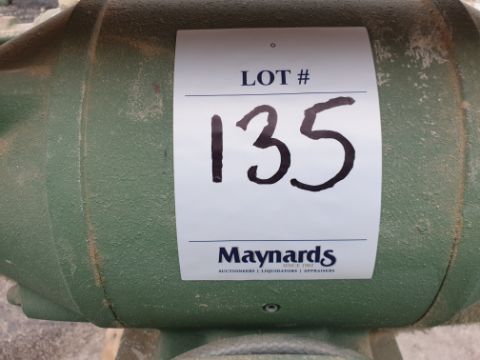 LOT #
135
Maynards
SINCE 1902
AUCTIONEERS | LIQUIDATORS | APPRAISERS